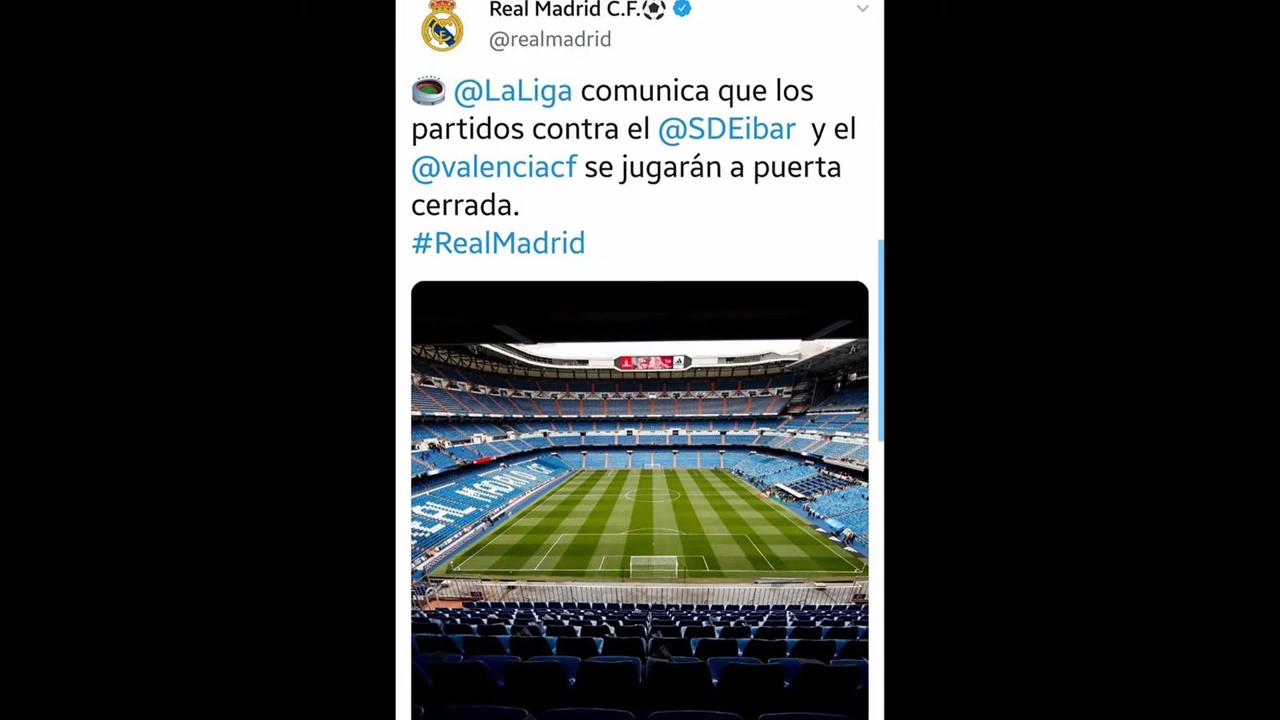 Real Madrid C.F.⚽
@realmadrid
🏟 @LaLiga comunica que los
partidos contra el @SDEibar y el
@valenciacf se jugarán a puerta
cerrada.
#RealMadrid